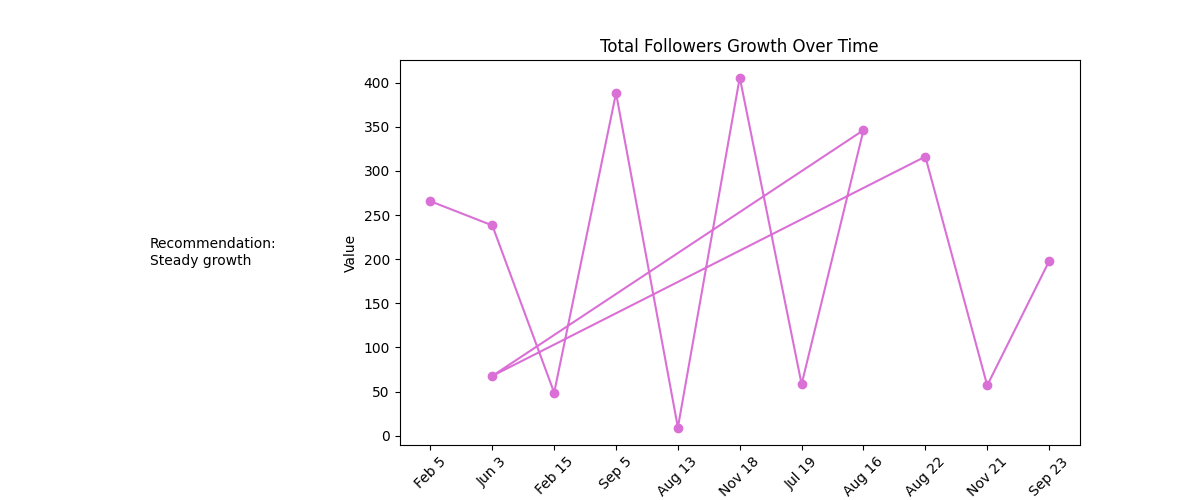 Total Followers Growth Over Time
Recommendation:
Steady growth
Value
400
350
300
250
200
150
100
50
0
Feb 5
Jun 3
Feb 15
Sep 5
Aug 13
Nov 18
Jul 19
Aug 16
Aug 22
Nov 21
Sep 23